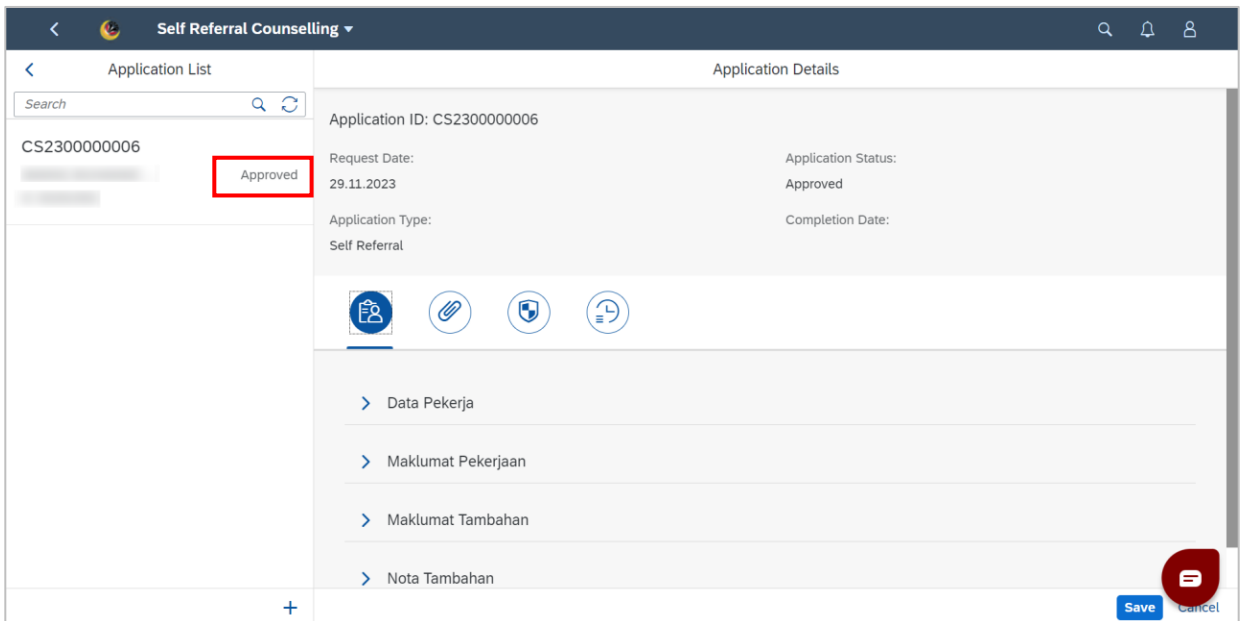 Self Referral Counselling
Application List
Application Details
Search
CS2300000006
Approved
Application ID: CS2300000006
Request Date:
29.11.2023
Application Status:
Approved
Application Type:
Self Referral
Completion Date:
Data Pekerja
Maklumat Pekerjaan
Maklumat Tambahan
Nota Tambahan
Save
Cancel